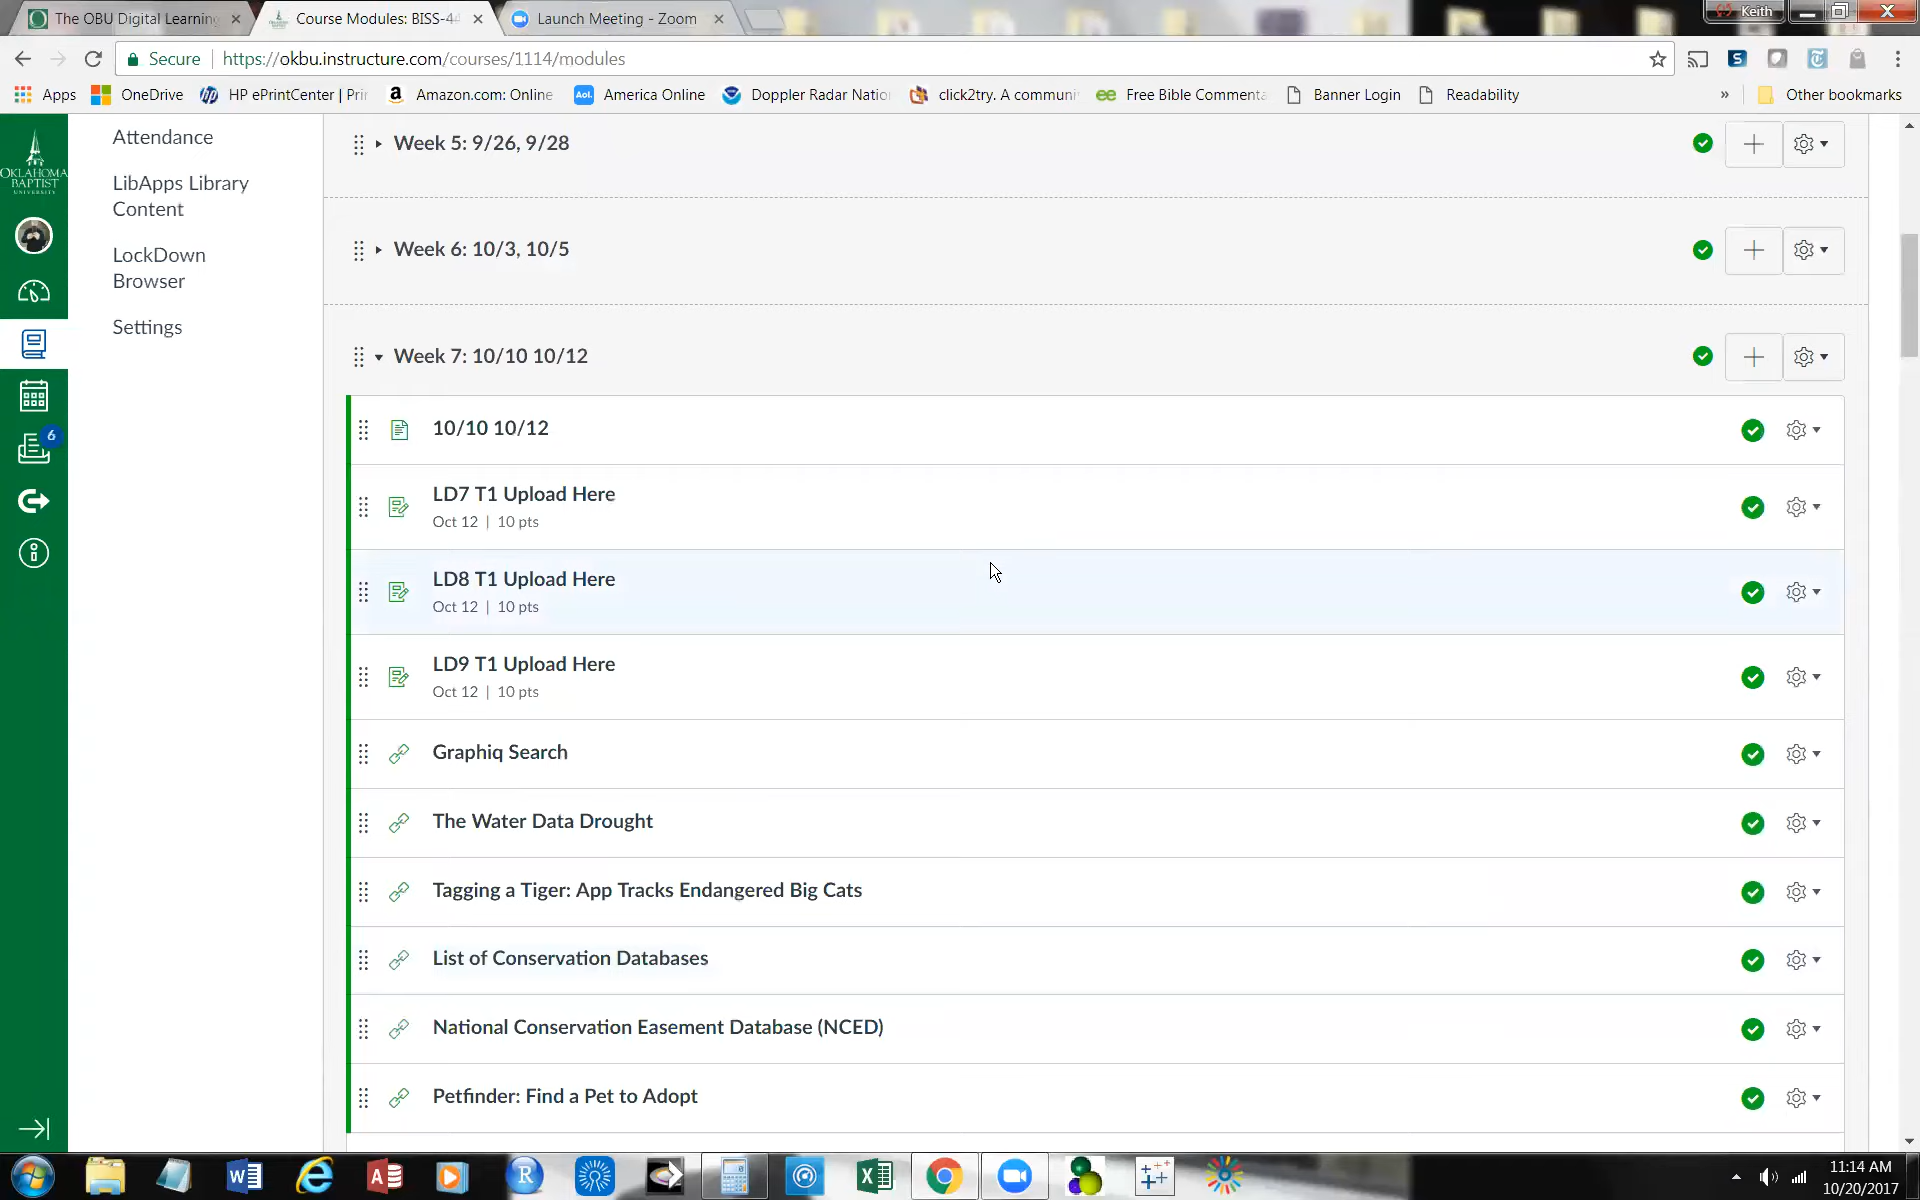 The OBU Digital Learning
Course Modules: BISS-44
Launch Meeting - Zoom
Keith
Secure
https://okbu.instructure.com/courses/1114/modules
Apps
OneDrive
HP ePrintCenter | Pri
Amazon.com: Online
Aol.
America Online
Doppler Radar Natio
click2try. A communi
Free Bible Commenta
Banner Login
Readability
»
Other bookmarks
OKLAHOMA
BAPTIST
UNIVERSITY
6
Attendance
LibApps Library
Content
LockDown
Browser
Settings
Week 5: 9/26, 9/28
Week 6: 10/3, 10/5
Week 7: 10/10 10/12
10/10 10/12
LD7 T1 Upload Here
Oct 12 | 10 pts
LD8 T1 Upload Here
Oct 12 | 10 pts
LD9 T1 Upload Here
Oct 12 | 10 pts
Graphiq Search
The Water Data Drought
Tagging a Tiger: App Tracks Endangered Big Cats
List of Conservation Databases
National Conservation Easement Database (NCED)
Petfinder: Find a Pet to Adopt
11:14 AM
10/20/2017